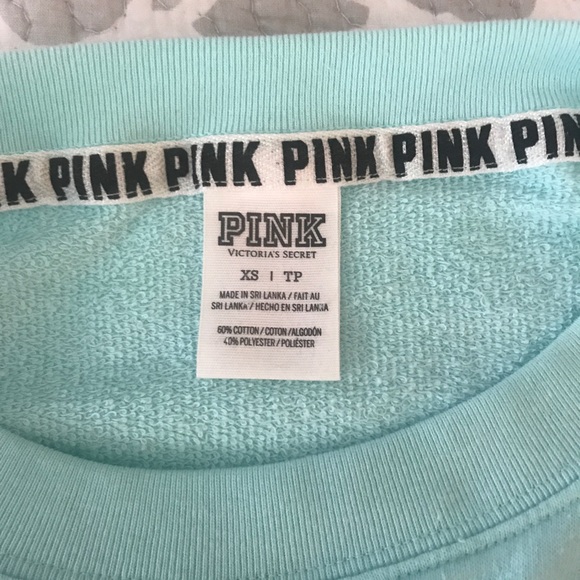 K PINK PINK PINK PINK PIN
PINK
VICTORIA'S SECRET
XS | TP
MADE IN SRI LANKA / FAIT AU
SRI LANKA / HECHO EN SRI LANKA
60% COTTON / COTON /ALGODÓN
40% POLYESTER / POLIÉSTER